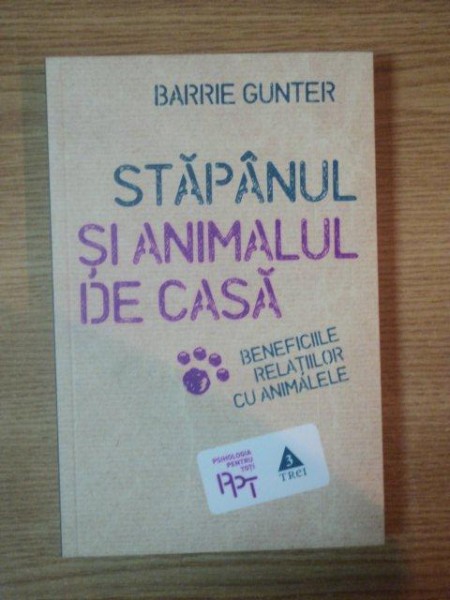 BARRIE GUNTER
STĂPÂNUL
ȘI ANIMALUL
DE CASĂ
BENEFICIILE
RELAȚIILOR
CU ANIMALELE
PSIHOLOGIA
PENTRU
TOȚI
PPT
3
TREI